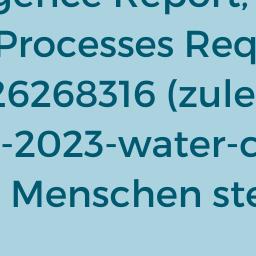 gence Report,
Processes Req
26268316 (zule
-2023-water-c
Menschen ste